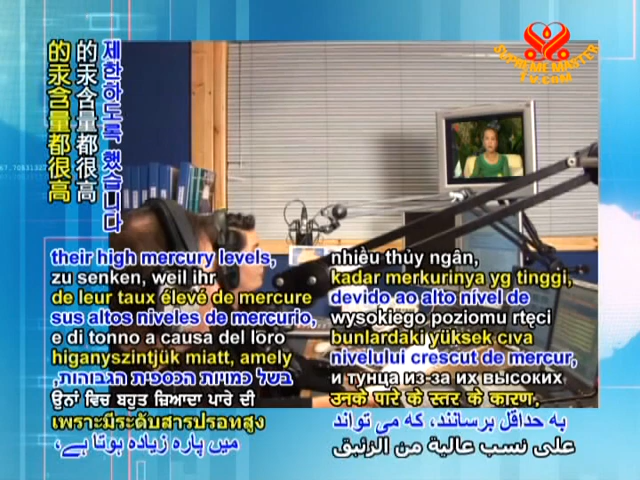 SUPREME MASTER
TV.COM
제한하도록 했습니다
的汞含量都很高
的汞含量都很高
their high mercury levels,
zu senken, weil ihr
de leur taux élevé de mercure
sus altos niveles de mercurio,
e di tonno a causa del loro
higanyszintjük miatt, amely
בשל כמויות הכספית הגבוהות,
ਉਨਾਂ ਵਿਚ ਬਹੁਤ ਜ਼ਿਆਦਾ ਪਾਰੇ ਦੀ
เพราะมีระดับสารปรอทสูง
میں پارہ زیادہ ہوتا ہے،
nhiều thủy ngân,
kadar merkurinya yg tinggi,
devido ao alto nível de
wysokiego poziomu rtęci
bunlardaki yüksek cıva
nivelului crescut de mercur,
и тунца из-за их высоких
उनके पारे के स्तर के कारण,
به حداقل برسانند، که می تواند
على نسب عالية من الزئبق